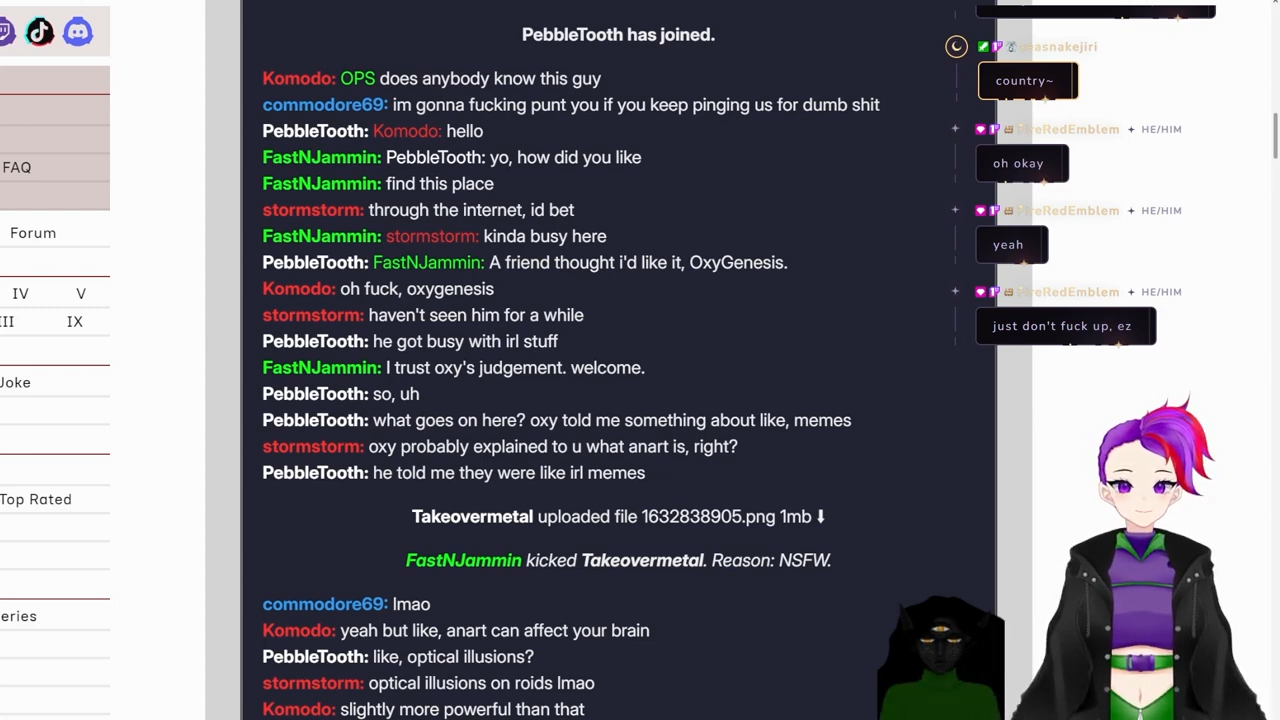 FAQ
Forum
IV V
III IX
Joke
Top Rated
eries
PebbleTooth has joined.
Komodo: OPS does anybody know this guy
commodore69: im gonna fucking punt you if you keep pinging us for dumb shit
PebbleTooth: Komodo: hello
FastNJammin: PebbleTooth: yo, how did you like
FastNJammin: find this place
stormstorm: through the internet, id bet
FastNJammin: stormstorm: kinda busy here
PebbleTooth: FastNJammin: A friend thought i'd like it, OxyGenesis.
Komodo: oh fuck, oxygenesis
stormstorm: haven't seen him for a while
PebbleTooth: he got busy with irl stuff
FastNJammin: I trust oxy's judgement. welcome.
PebbleTooth: so, uh
PebbleTooth: what goes on here? oxy told me something about like, memes
stormstorm: oxy probably explained to u what anart is, right?
PebbleTooth: he told me they were like irl memes
Takeovermetal uploaded file 1632838905.png 1mb ⬇
FastNJammin kicked Takeovermetal. Reason: NSFW.
commodore69: lmao
Komodo: yeah but like, anart can affect your brain
PebbleTooth: like, optical illusions?
stormstorm: optical illusions on roids lmao
Komodo: slightly more powerful than that
country~
FireRedEmblem HE/HIM
oh okay
FireRedEmblem HE/HIM
yeah
FireRedEmblem HE/HIM
just don't fuck up, ez